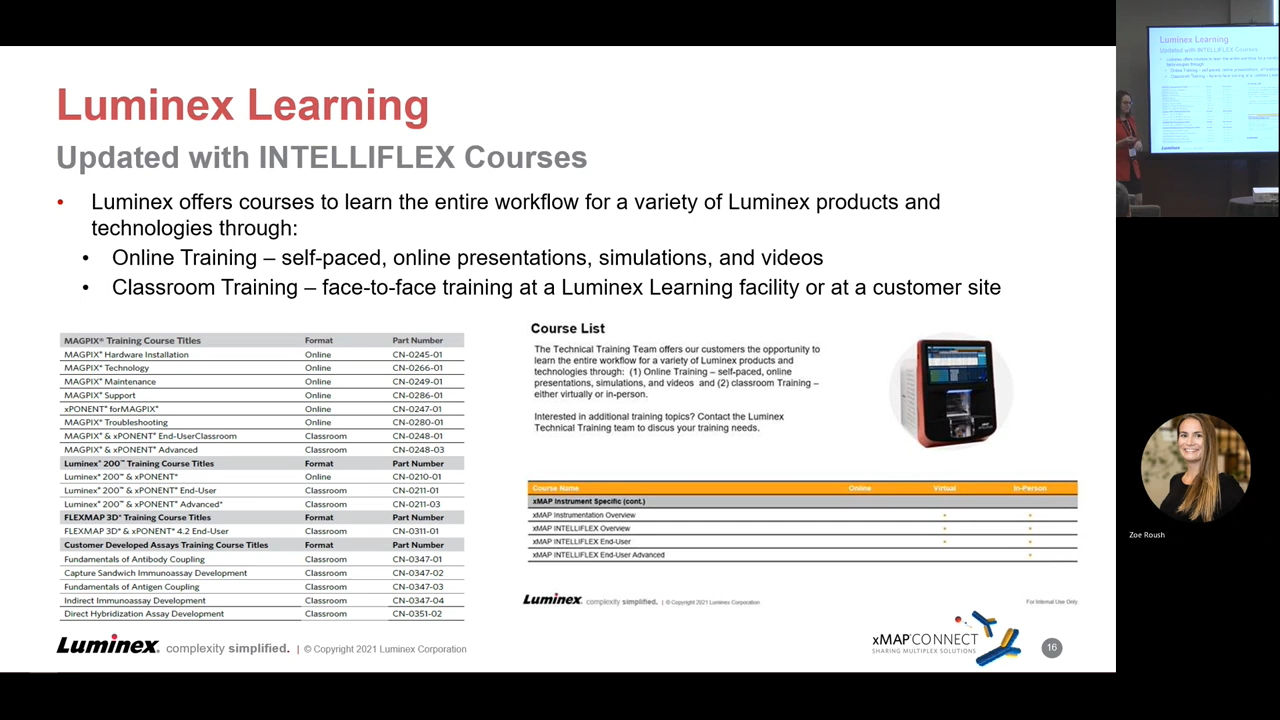 Luminex Learning
Updated with INTELLIFLEX Courses
• Luminex offers courses to learn the entire workflow for a variety of Luminex products and
technologies through:
• Online Training – self-paced, online presentations, simulations, and videos
• Classroom Training – face-to-face training at a Luminex Learning facility or at a customer site
MAGPIX® Training Course Titles Format Part Number
MAGPIX® Hardware Installation Online CN-0245-01
MAGPIX® Technology Online CN-0266-01
MAGPIX® Maintenance Online CN-0249-01
MAGPIX® Support Online CN-0286-01
xPONENT® forMAGPIX® Online CN-0247-01
MAGPIX® Troubleshooting Online CN-0280-01
MAGPIX® & xPONENT® End-UserClassroom Classroom CN-0248-01
MAGPIX® & xPONENT® Advanced Classroom CN-0248-03
Luminex® 200™ Training Course Titles Format Part Number
Luminex® 200™ & xPONENT® Online CN-0210-01
Luminex® 200™ & xPONENT® End-User Classroom CN-0211-01
Luminex® 200™ & xPONENT® Advanced* Classroom CN-0211-03
FLEXMAP 3D® Training Course Titles Format Part Number
FLEXMAP 3D® & xPONENT® 4.2 End-User Classroom CN-0311-01
Customer Developed Assays Training Course Titles Format Part Number
Fundamentals of Antibody Coupling Classroom CN-0347-01
Capture Sandwich Immunoassay Development Classroom CN-0347-02
Fundamentals of Antigen Coupling Classroom CN-0347-03
Indirect Immunoassay Development Classroom CN-0347-04
Direct Hybridization Assay Development Classroom CN-0351-02
Course List
The Technical Training Team offers our customers the opportunity to
learn the entire workflow for a variety of Luminex products and
technologies through: (1) Online Training – self-paced, online
presentations, simulations, and videos and (2) classroom Training –
either virtually or in-person.
Interested in additional training topics? Contact the Luminex
Technical Training team to discus your training needs.
Course Name Online Virtual In-Person
xMAP Instrument Specific (cont.)
xMAP Instrumentation Overview • •
xMAP INTELLIFLEX Overview • •
xMAP INTELLIFLEX End-User • •
xMAP INTELLIFLEX End-User Advanced •
Luminex. complexity simplified. | © Copyright 2021 Luminex Corporation For Internal Use Only
Luminex. complexity simplified. | © Copyright 2021 Luminex Corporation
xMAP®CONNECT
SHARING MULTIPLEX SOLUTIONS
16
Luminex Learning
Updated with INTELLIFLEX Courses
Luminex
Zoe Roush